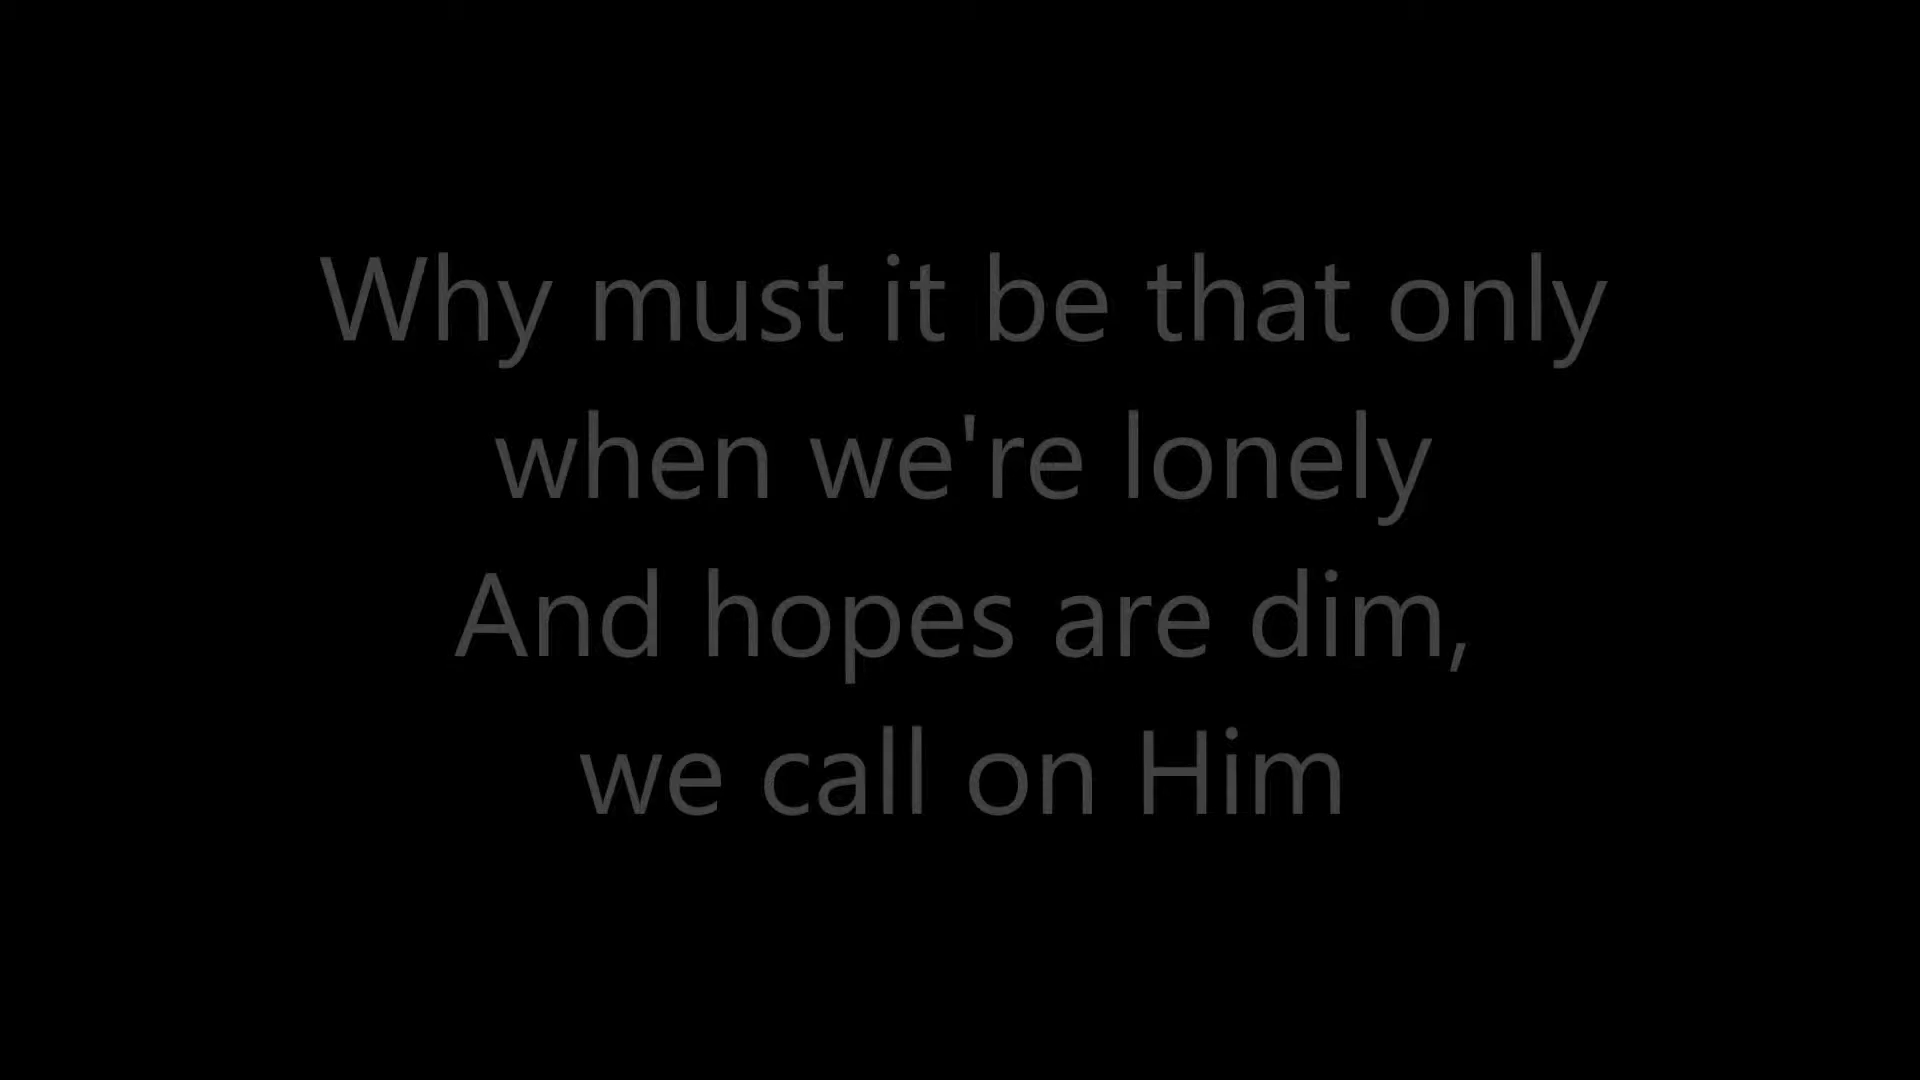 Why must it be that only
when we're lonely
And hopes are dim,
we call on Him